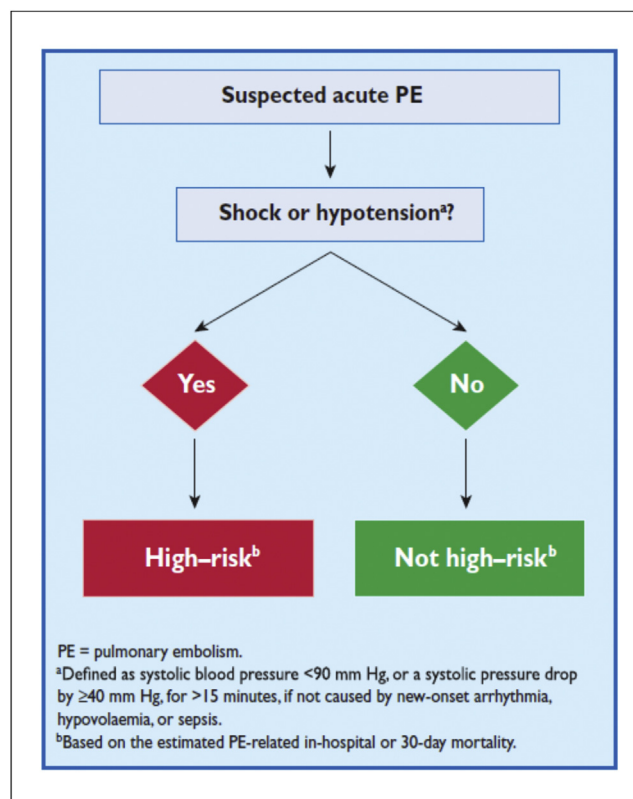 Suspected acute PE
Shock or hypotensionᵃ?
Yes
No
High–riskᵇ
Not high–riskᵇ
PE = pulmonary embolism.
ᵃDefined as systolic blood pressure <90 mm Hg, or a systolic pressure drop
by ≥40 mm Hg, for >15 minutes, if not caused by new-onset arrhythmia,
hypovolaemia, or sepsis.
ᵇBased on the estimated PE-related in-hospital or 30-day mortality.